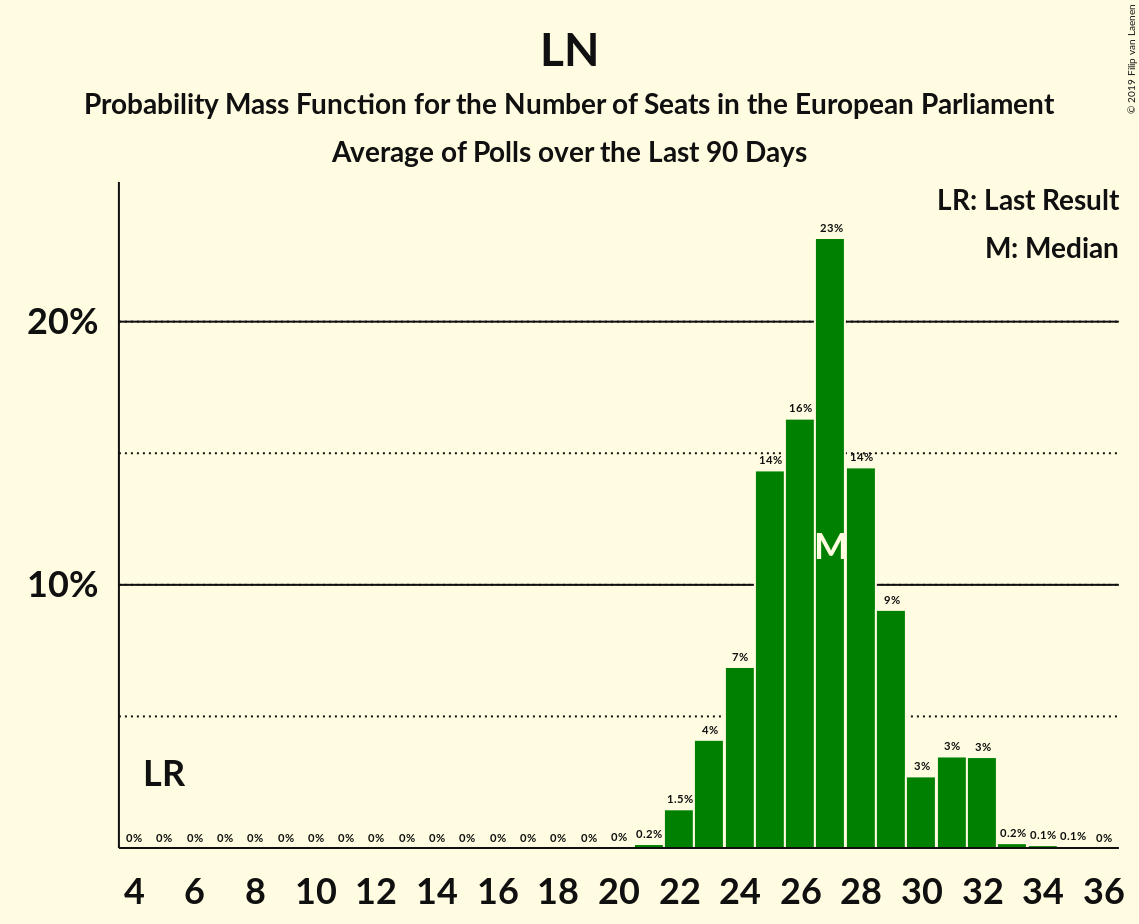 LN
Probability Mass Function for the Number of Seats in the European Parliament
Average of Polls over the Last 90 Days
© 2019 Filip van Laenen
LR: Last Result
M: Median
20%
10%
23%
16%
14%
14%
9%
7%
4%
3%
3%
3%
1.5%
0% 0% 0% 0% 0% 0% 0% 0% 0% 0% 0% 0% 0% 0% 0% 0% 0% 0.2%
0.2% 0.1% 0.1% 0%
M
LR
4 6 8 10 12 14 16 18 20 22 24 26 28 30 32 34 36